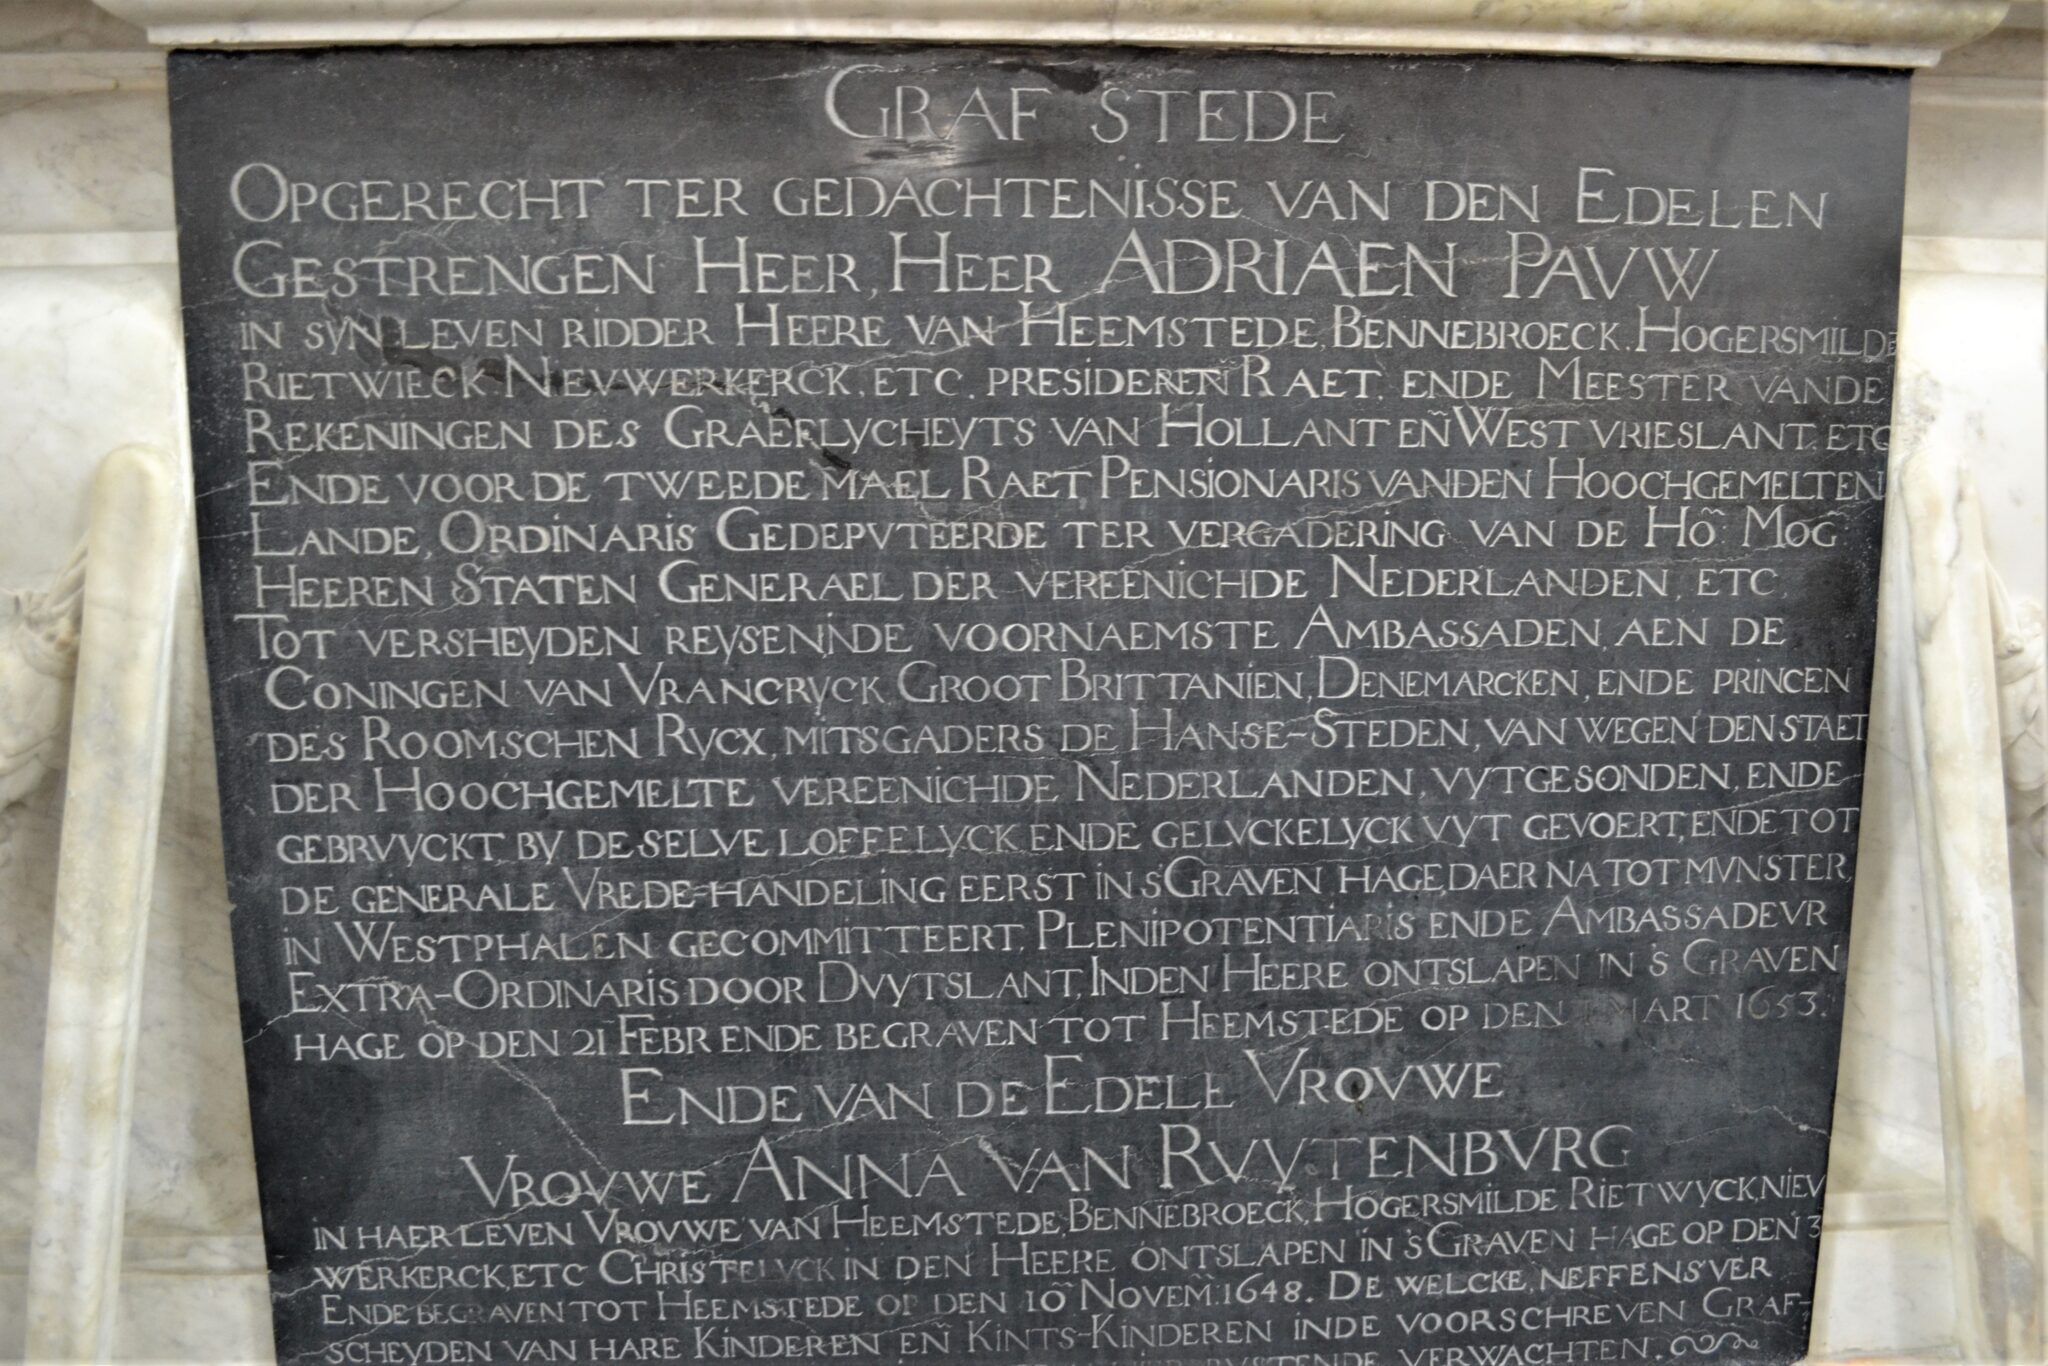 GRAF STEDE
OPGERECHT TER GEDACHTENISSE VAN DEN EDELEN
GESTRENGEN HEER, HEER ADRIAEN PAVW
IN SYN LEVEN RIDDER HEERE VAN HEEMSTEDE, BENNEBROECK. HOGERSMILDE
RIETWIECK. NIEVWERKERCK, ETC. PRESIDERENT RAET. ENDE MEESTER VANDE
REKENINGEN DES GRAEFLYCHEYTS VAN HOLLANT EÑ WEST VRIESLANT. ETC
ENDE VOOR DE TWEEDE MAEL RAET PENSIONARIS VANDEN HOOCHGEMELTEN
LANDE, ORDINARIS GEDEPVTEERDE TER VERGADERING VAN DE HÕ MOG
HEEREN STATEN GENERAEL DER VEREENICHDE NEDERLANDEN, ETC,
TOT VERSHEYDEN REYSEN, INDE VOORNAEMSTE AMBASSADEN, AEN DE
CONINGEN VAN VRANCRYCK, GROOT BRITTANIEN, DENEMARCKEN, ENDE PRINCEN
DES ROOMSCHEN RYCX, MITSGADERS DE HANSE-STEDEN, VAN WEGEN DEN STAET
DER HOOCHGEMELTE VEREENICHDE NEDERLANDEN, VYTGESONDEN, ENDE
GEBRVYCKT BY DE SELVE LOFFELYCK ENDE GELVCKELYCK VYT GEVOERT, ENDE TOT
DE GENERALE VREDE-HANDELING EERST IN SGRAVEN HAGE, DAER NA TOT MVNSTER,
IN WESTPHALEN GECOMMITTEERT, PLENIPOTENTIARIS ENDE AMBASSADEVR
EXTRA-ORDINARIS DOOR DVYTSLANT, INDEN HEERE ONTSLAPEN IN S GRAVEN
HAGE OP DEN 21 FEBR ENDE BEGRAVEN TOT HEEMSTEDE OP DEN 1 MART 1653.
ENDE VAN DE EDELE VROVWE
VROVWE ANNA VAN RVYTENBVRG
IN HAER LEVEN VROVWE VAN HEEMSTEDE, BENNEBROECK, HOGERSMILDE RIETWYCK, NIEV
WERKERCK, ETC CHRISTELYCK IN DEN HEERE ONTSLAPEN IN SGRAVEN HAGE OP DEN 3
ENDE BEGRAVEN TOT HEEMSTEDE OP DEN 10 NOVEM̃. 1648. DE WELCKE, NEFFENS VER
SCHEYDEN VAN HARE KINDEREN EÑ KINTS-KINDEREN INDE VOORSCHREVEN GRAF-
VERWACHTEN.